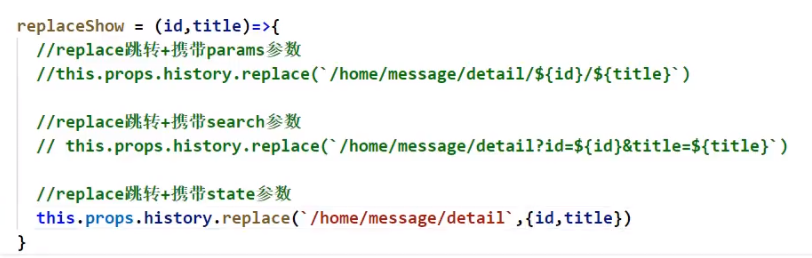 replaceShow = (id,title)=>{
//replace跳转+携带params参数
//this.props.history.replace(`/home/message/detail/${id}/${title}`)
//replace跳转+携带search参数
// this.props.history.replace(`/home/message/detail?id=${id}&title=${title}`)
//replace跳转+携带state参数
this.props.history.replace(`/home/message/detail`,{id,title})
}